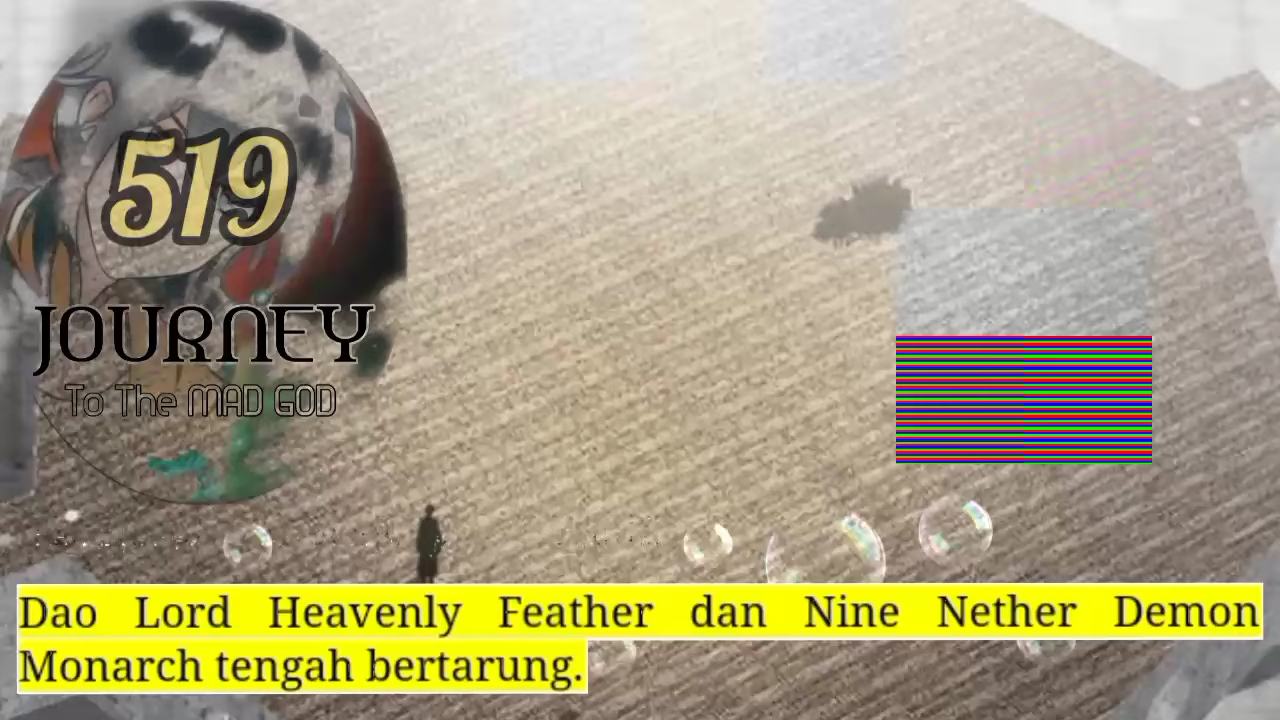 519
JOURNEY
To The MAD GOD
Dao Lord Heavenly Feather dan Nine Nether Demon
Monarch tengah bertarung.